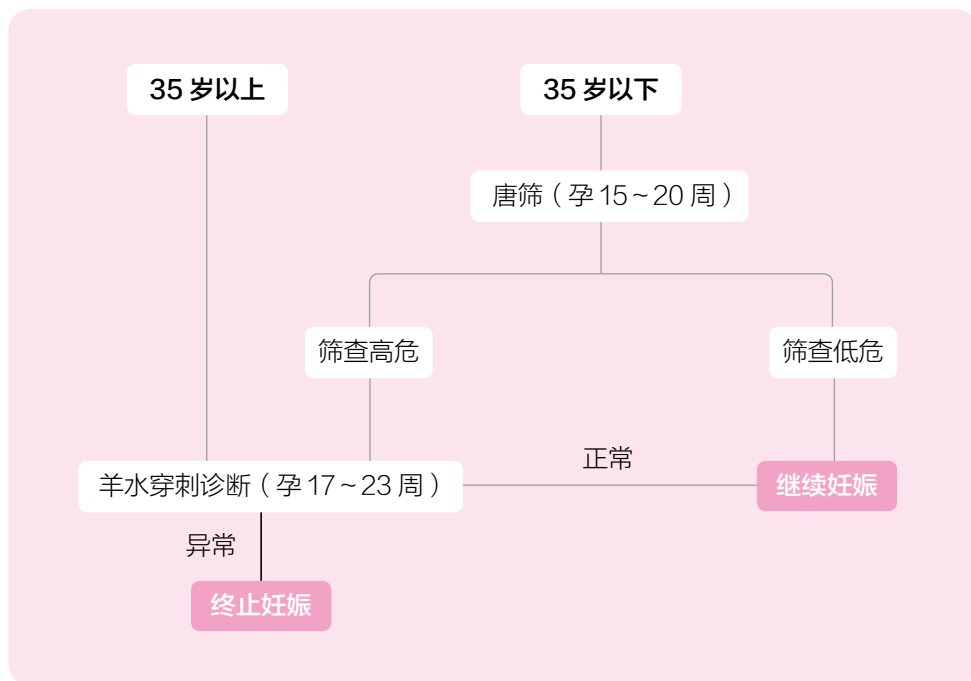 35 岁以上
35 岁以下
唐筛（孕 15～20 周）
筛查高危
筛查低危
正常
羊水穿刺诊断（孕 17～23 周）
继续妊娠
异常
终止妊娠